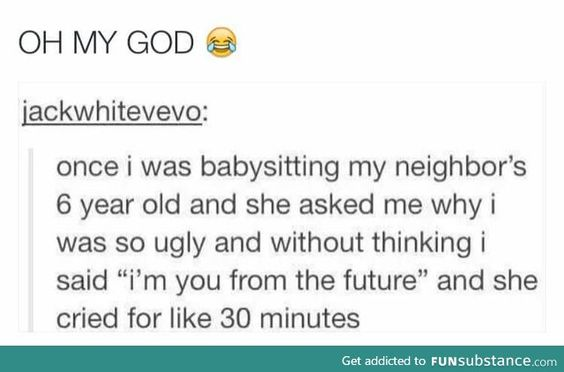 OH MY GOD 😂
jackwhitevevo:
once i was babysitting my neighbor's
6 year old and she asked me why i
was so ugly and without thinking i
said "i'm you from the future" and she
cried for like 30 minutes
Get addicted to FUNsubstance.com